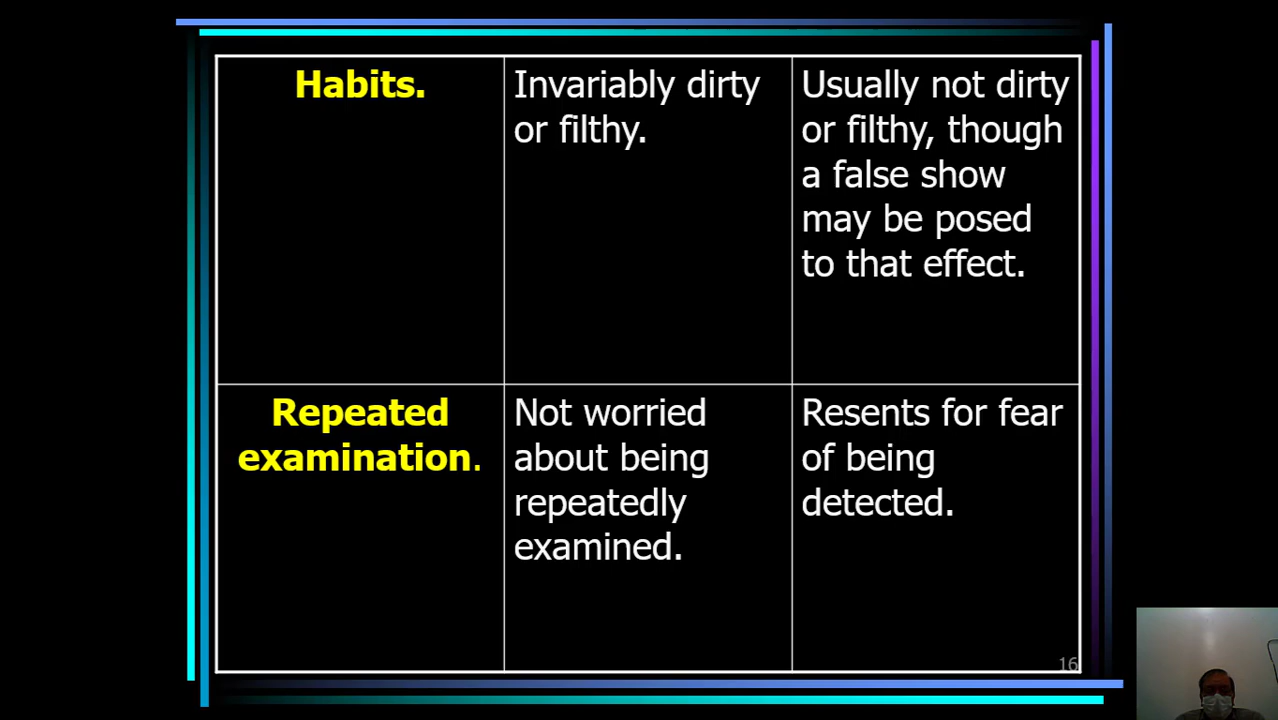 Habits.
Invariably dirty
or filthy.
Usually not dirty
or filthy, though
a false show
may be posed
to that effect.
Repeated
examination.
Not worried
about being
repeatedly
examined.
Resents for fear
of being
detected.
16